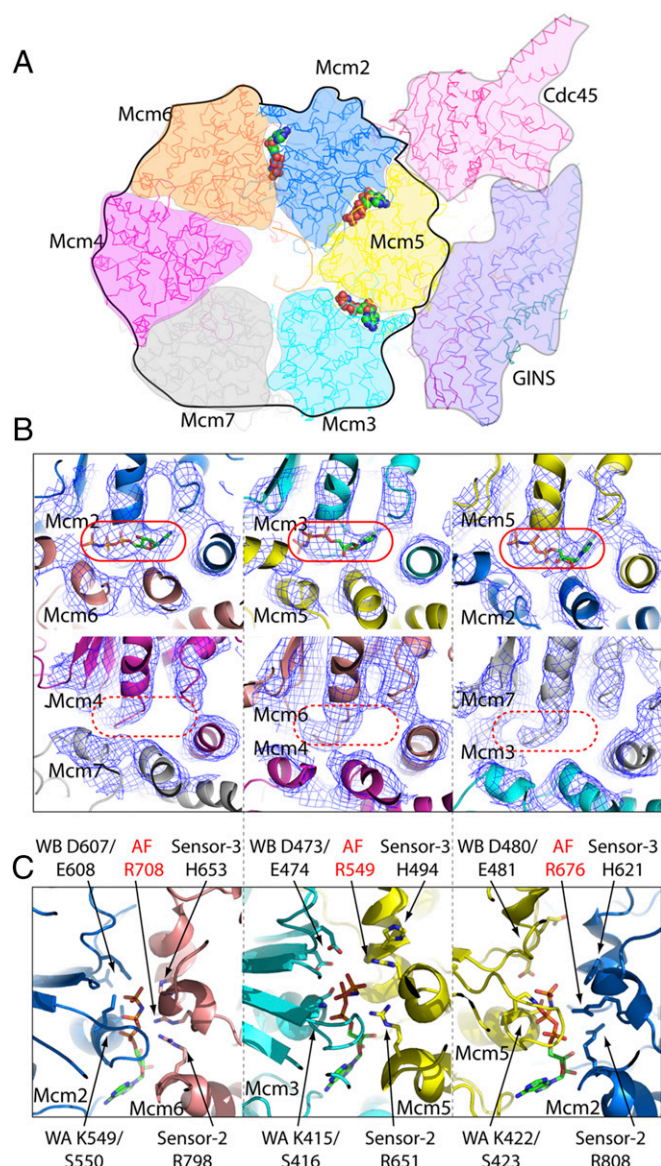 A
Mcm2
Mcm6
Cdc45
Mcm4
Mcm5
GINS
Mcm7
Mcm3
B
Mcm2
Mcm3
Mcm5
Mcm6
Mcm5
Mcm2
Mcm4
Mcm6
Mcm7
Mcm7
Mcm4
Mcm3
WB D607/ AF Sensor-3 WB D473/ AF Sensor-3 WB D480/ AF Sensor-3
E608 R708 H653 E474 R549 H494 E481 R676 H621
C
Mcm2
Mcm6
Mcm3
Mcm5
Mcm5
Mcm2
WA K549/ Sensor-2 WA K415/ Sensor-2 WA K422/ Sensor-2
S550 R798 S416 R651 S423 R808